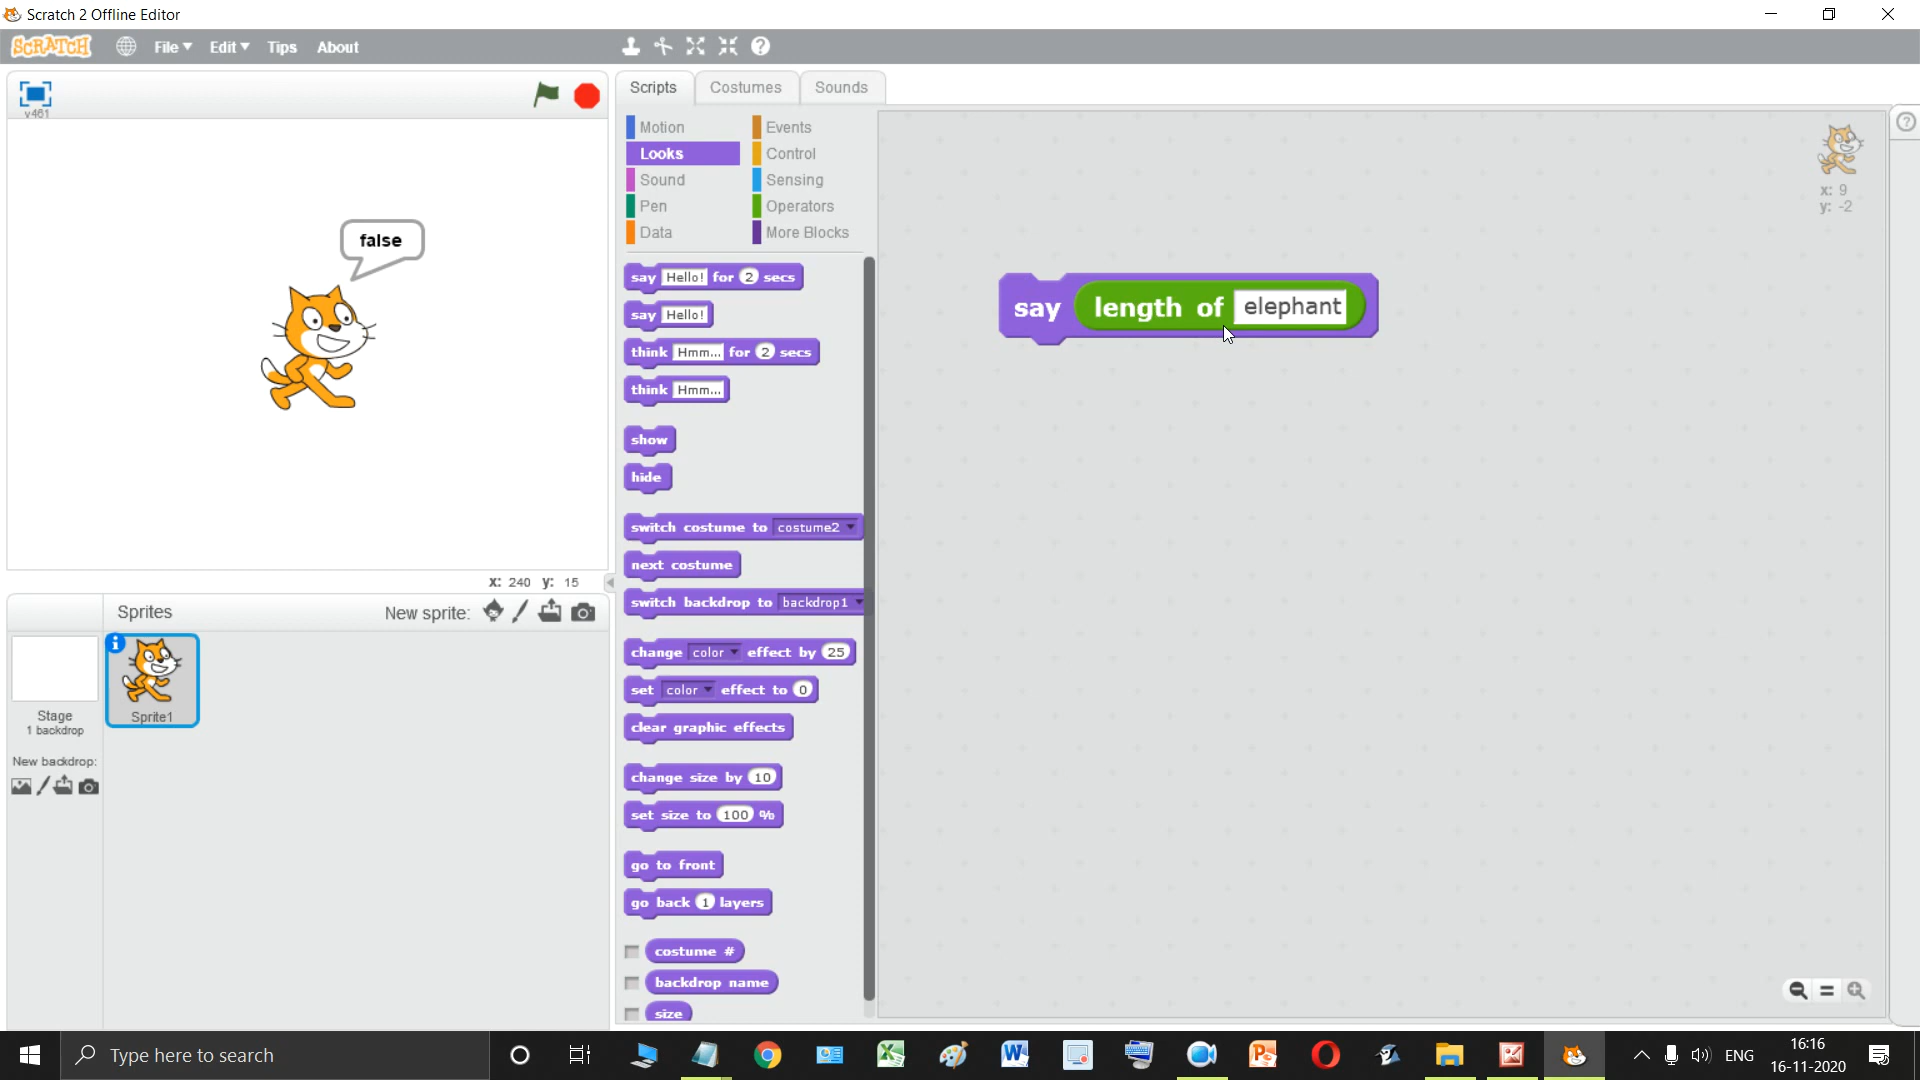 Scratch 2 Offline Editor
SCRATCH File Edit Tips About
v461
Scripts Costumes Sounds
Motion Events
Looks Control
Sound Sensing
Pen Operators
Data More Blocks
false
say Hello! for 2 secs
say Hello!
think Hmm... for 2 secs
think Hmm...
show
hide
switch costume to costume2
next costume
switch backdrop to backdrop1
change color effect by 25
set color effect to 0
clear graphic effects
change size by 10
set size to 100 %
go to front
go back 1 layers
costume #
backdrop name
size
say length of elephant
x: 9
y: -2
x: 240 y: 15
Sprites New sprite:
Sprite1
Stage
1 backdrop
New backdrop:
Type here to search
ENG
16:16
16-11-2020